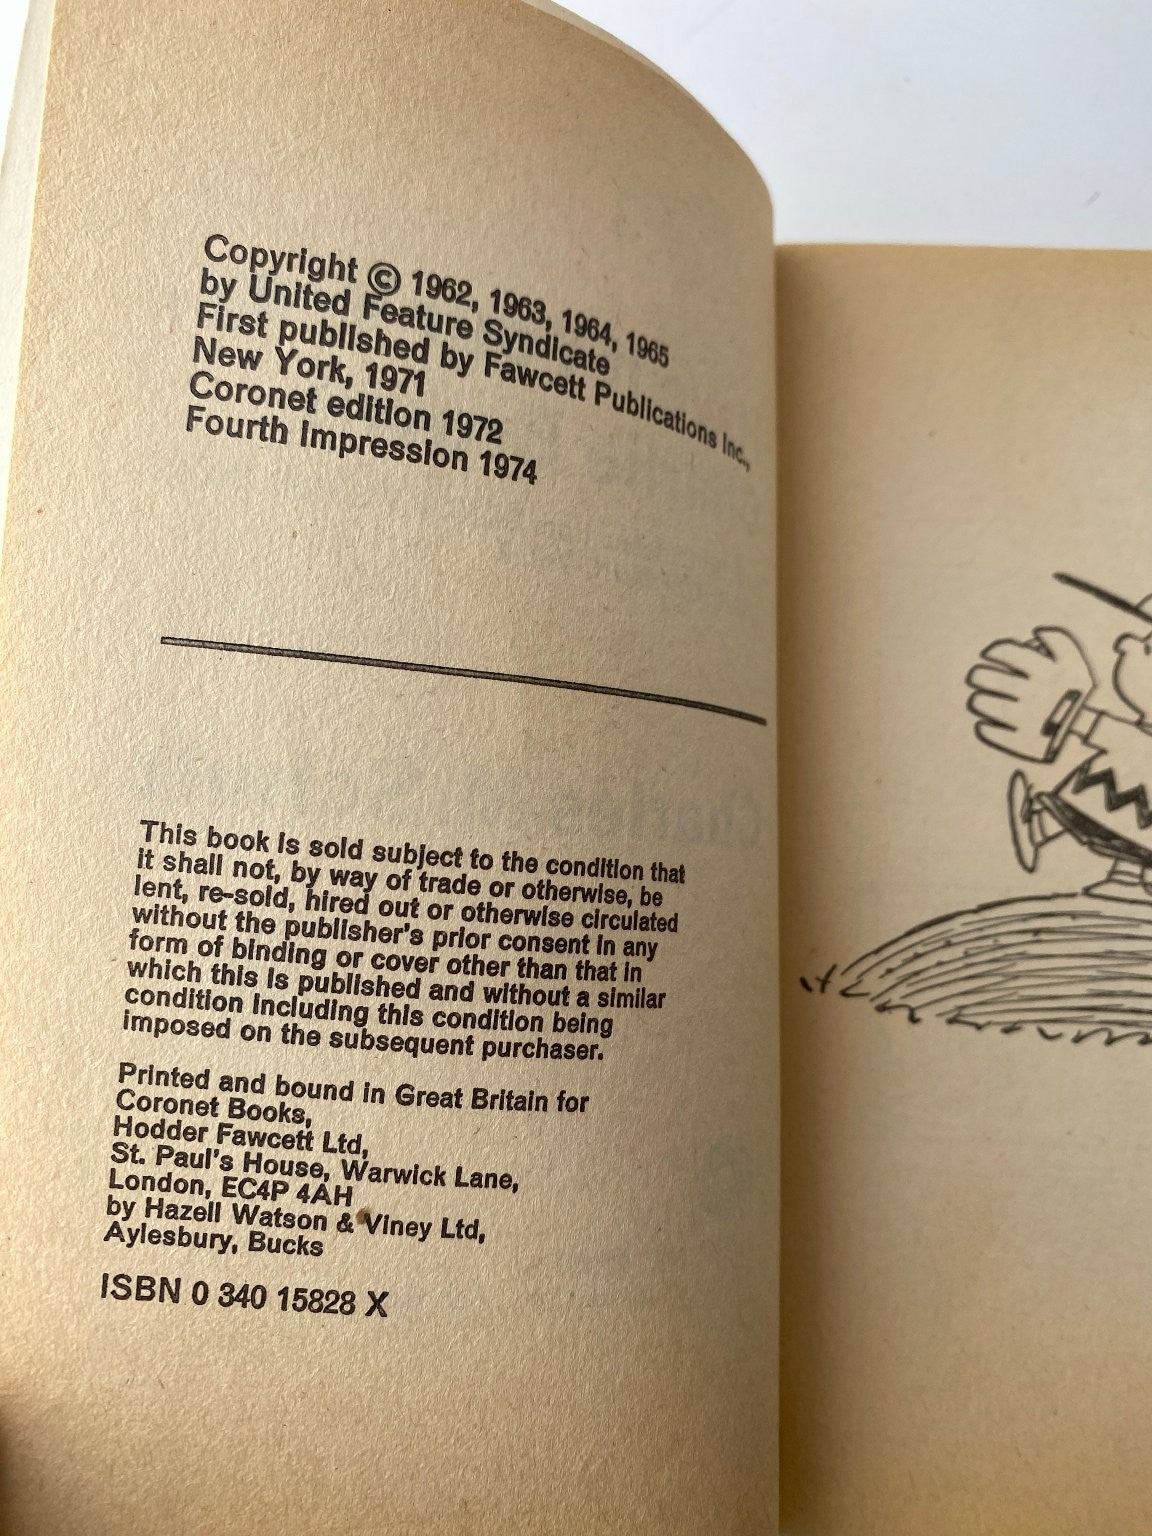 Copyright © 1962, 1963, 1964, 1965
by United Feature Syndicate
First published by Fawcett Publications Inc.,
New York, 1971
Coronet edition 1972
Fourth Impression 1974
This book is sold subject to the condition that
it shall not, by way of trade or otherwise, be
lent, re-sold, hired out or otherwise circulated
without the publisher's prior consent in any
form of binding or cover other than that in
which this is published and without a similar
condition including this condition being
imposed on the subsequent purchaser.
Printed and bound in Great Britain for
Coronet Books,
Hodder Fawcett Ltd,
St. Paul's House, Warwick Lane,
London, EC4P 4AH
by Hazell Watson & Viney Ltd,
Aylesbury, Bucks
ISBN 0 340 15828 X